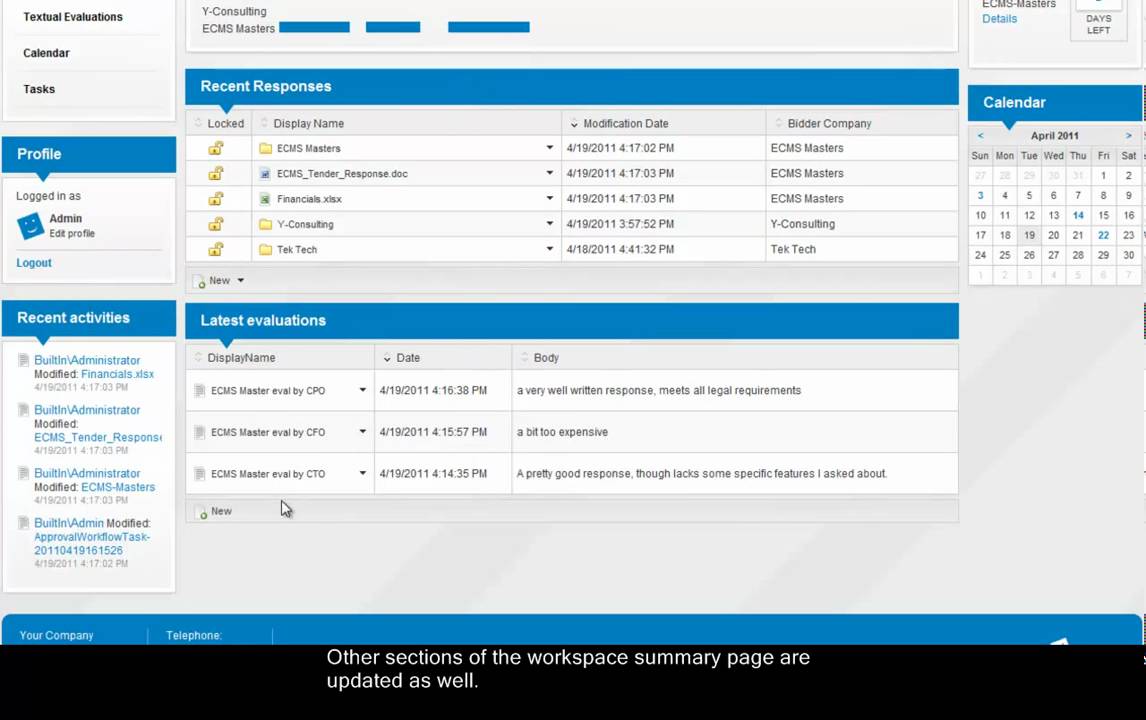 Textual Evaluations
Calendar
Tasks
Profile
Logged in as
Admin
Edit profile
Logout
Recent activities
BuiltIn\Administrator
Modified: Financials.xlsx
4/19/2011 4:17:03 PM
BuiltIn\Administrator
Modified:
ECMS_Tender_Response
4/19/2011 4:17:03 PM
BuiltIn\Administrator
Modified: ECMS-Masters
4/19/2011 4:17:03 PM
BuiltIn\Admin Modified:
ApprovalWorkflowTask-
20110419161526
4/19/2011 4:17:02 PM
Y-Consulting
ECMS Masters
Recent Responses
Locked Display Name Modification Date Bidder Company
ECMS Masters 4/19/2011 4:17:02 PM ECMS Masters
ECMS_Tender_Response.doc 4/19/2011 4:17:03 PM ECMS Masters
Financials.xlsx 4/19/2011 4:17:03 PM ECMS Masters
Y-Consulting 4/19/2011 3:57:52 PM Y-Consulting
Tek Tech 4/18/2011 4:41:32 PM Tek Tech
New
Latest evaluations
DisplayName Date Body
ECMS Master eval by CPO 4/19/2011 4:16:38 PM a very well written response, meets all legal requirements
ECMS Master eval by CFO 4/19/2011 4:15:57 PM a bit too expensive
ECMS Master eval by CTO 4/19/2011 4:14:35 PM A pretty good response, though lacks some specific features I asked about.
New
ECMS-Masters
Details
DAYS
LEFT
Calendar
< April 2011 >
Sun Mon Tue Wed Thu Fri Sat
27 28 29 30 31 1 2
3 4 5 6 7 8 9
10 11 12 13 14 15 16
17 18 19 20 21 22 23
24 25 26 27 28 29 30
1 2 3 4 5 6 7
Your Company
Telephone:
Other sections of the workspace summary page are
updated as well.